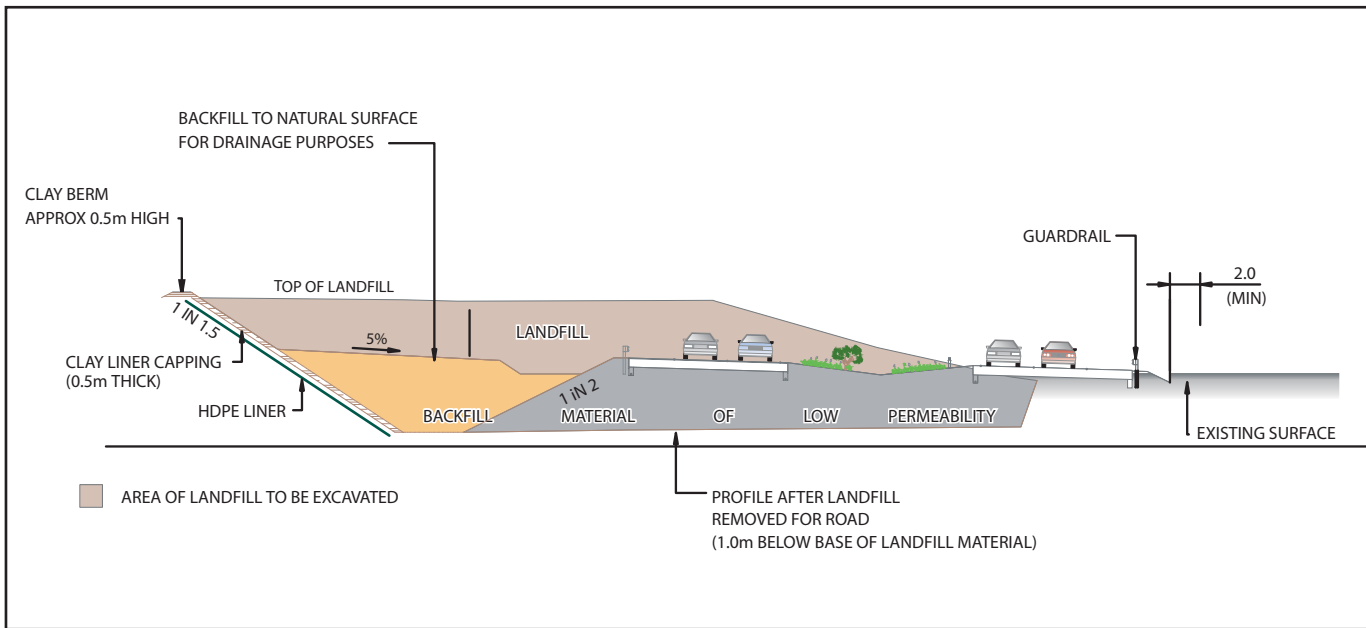 BACKFILL TO NATURAL SURFACE
FOR DRAINAGE PURPOSES
CLAY BERM
APPROX 0.5m HIGH
GUARDRAIL
2.0
(MIN)
TOP OF LANDFILL
1 IN 1.5
LANDFILL
5%
CLAY LINER CAPPING
(0.5m THICK)
HDPE LINER
1 iN 2
BACKFILL
MATERIAL OF LOW PERMEABILITY
EXISTING SURFACE
AREA OF LANDFILL TO BE EXCAVATED
PROFILE AFTER LANDFILL
REMOVED FOR ROAD
(1.0m BELOW BASE OF LANDFILL MATERIAL)